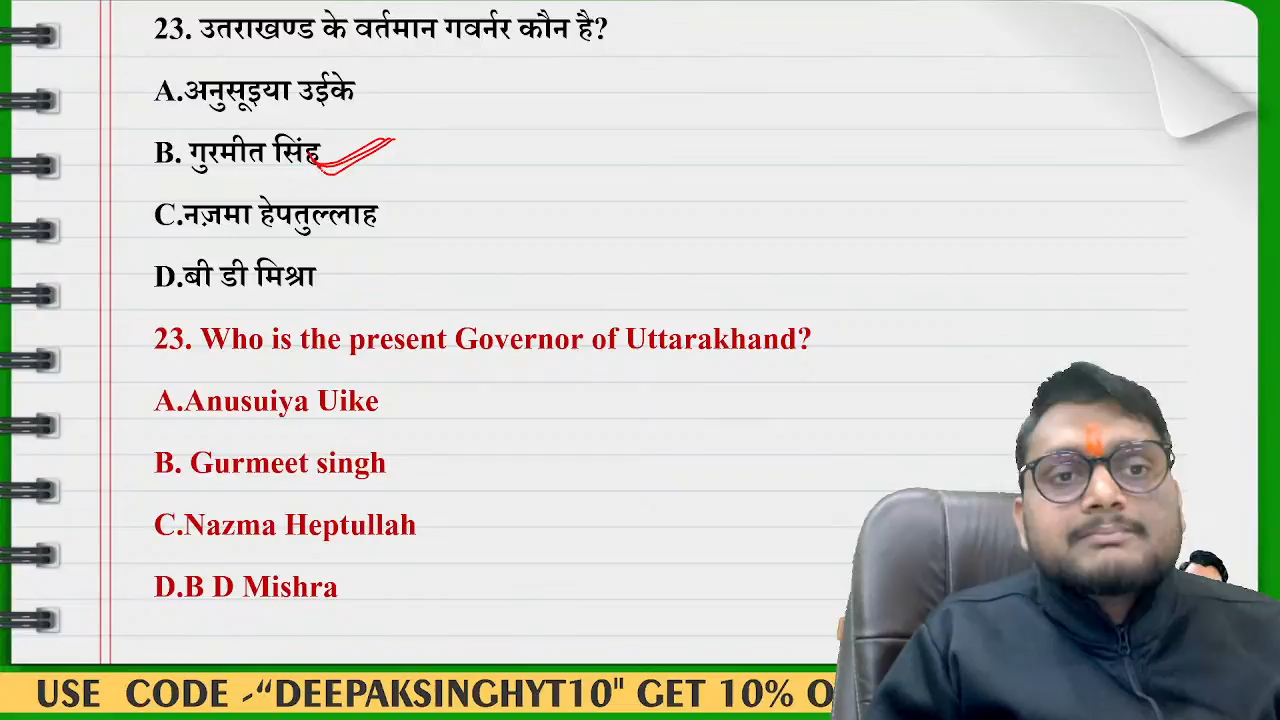 23. उतराखण्ड के वर्तमान गवर्नर कौन है?
A.अनुसूइया उईके
B. गुरमीत सिंह
C.नज़मा हेपतुल्लाह
D.बी डी मिश्रा
23. Who is the present Governor of Uttarakhand?
A.Anusuiya Uike
B. Gurmeet singh
C.Nazma Heptullah
D.B D Mishra
USE CODE -“DEEPAKSINGHYT10" GET 10% O